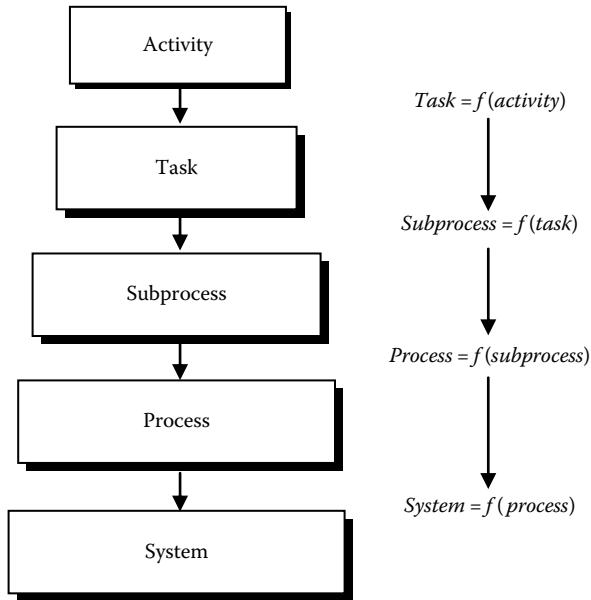 Activity
Task
Subprocess
Process
System
Task = f (activity)
Subprocess = f (task)
Process = f (subprocess)
System = f ( process)